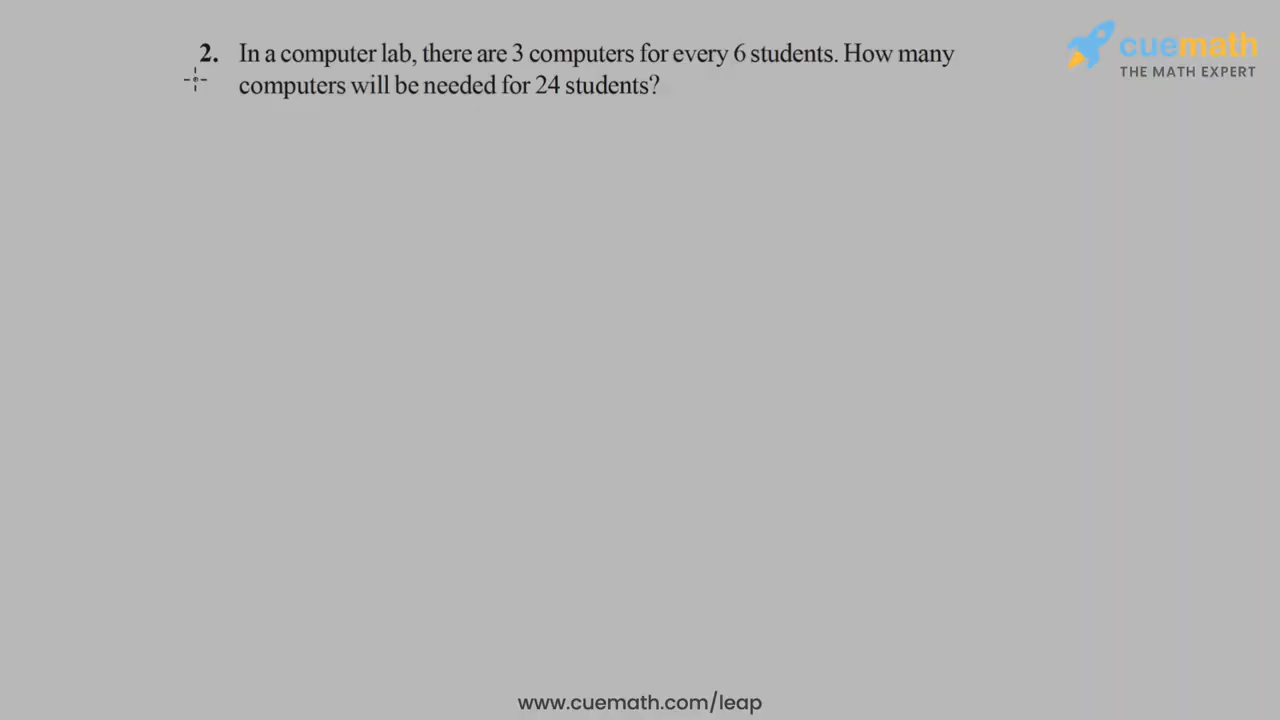 2. In a computer lab, there are 3 computers for every 6 students. How many
computers will be needed for 24 students?
cuemath
THE MATH EXPERT
www.cuemath.com/leap